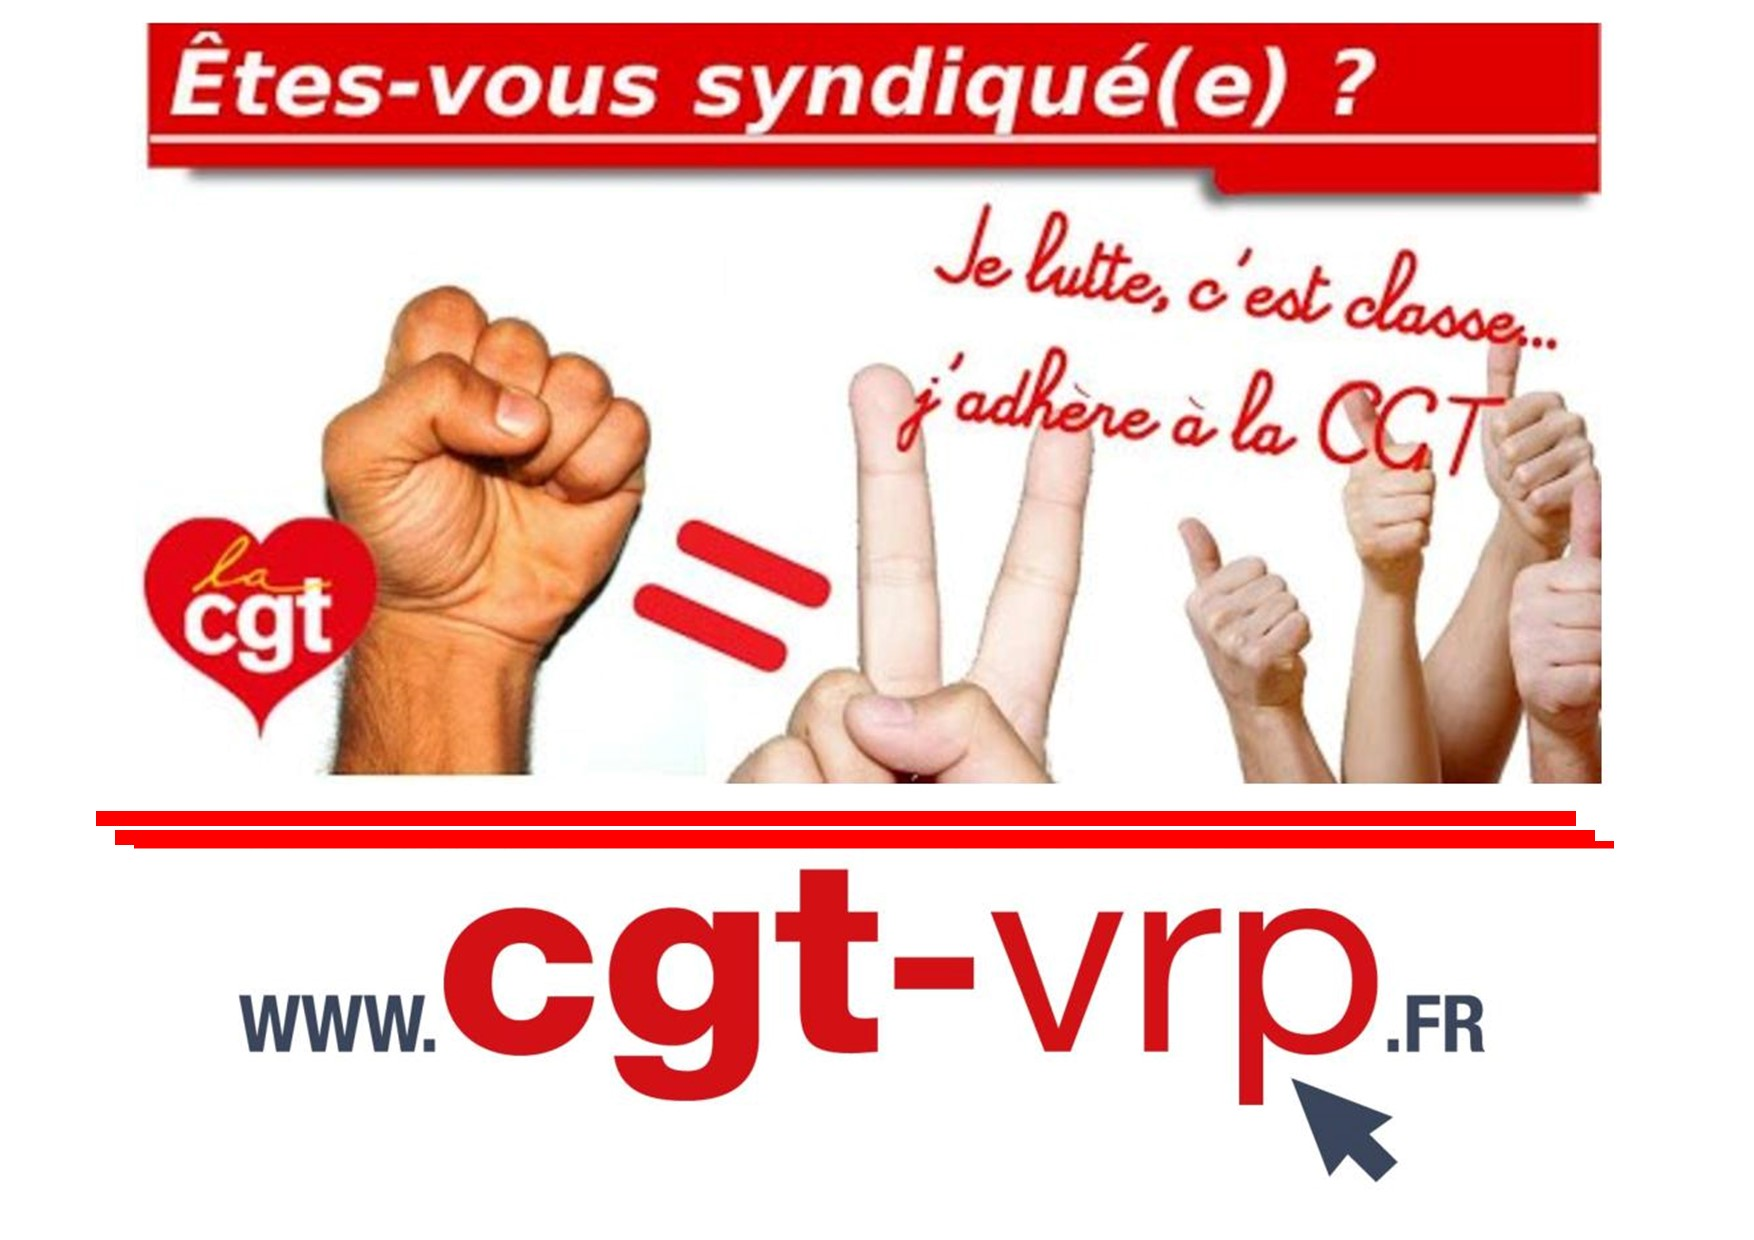 Êtes-vous syndiqué(e) ?
Je lutte, c'est classe...
j'adhère à la CGT
la
cgt
www.cgt-vrp.FR